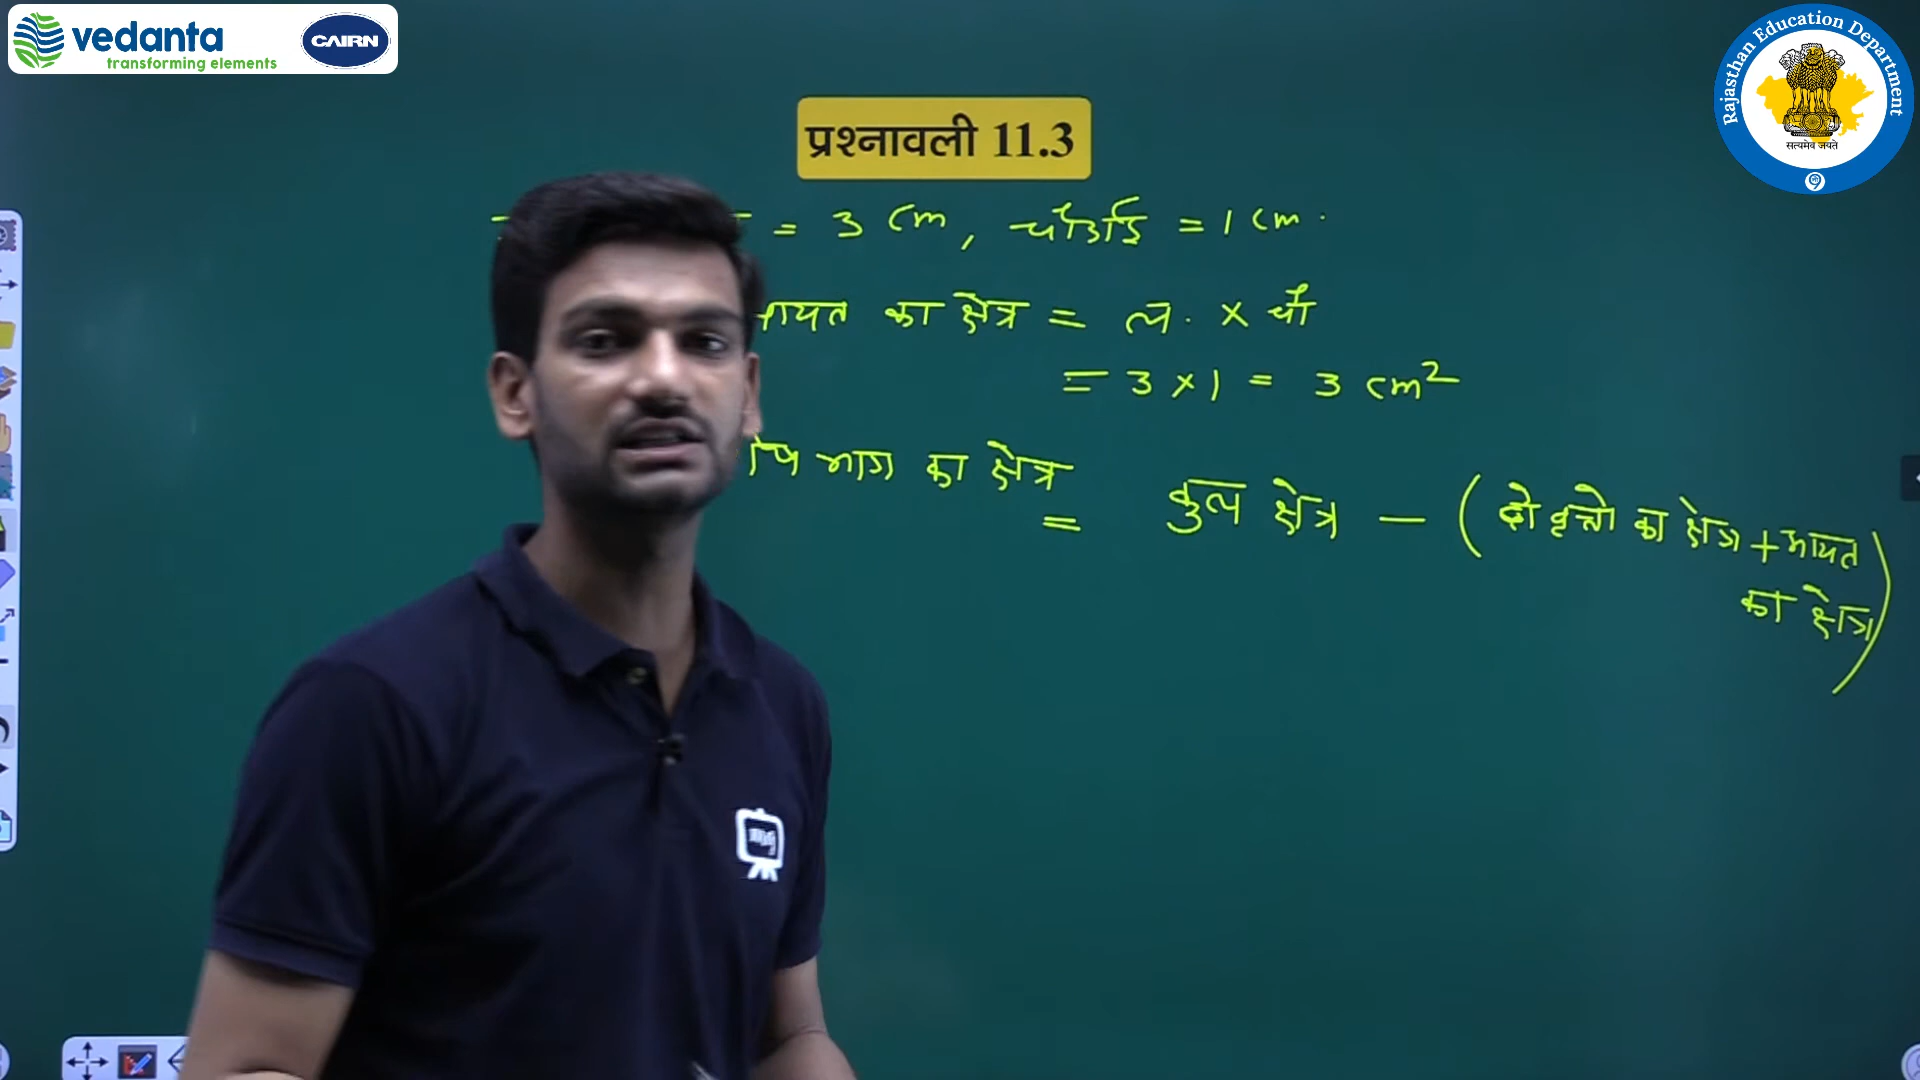 vedanta
transforming elements
CAIRN
Rajasthan Education Department
सत्यमेव जयते
प्रश्नावली 11.3
= 3 cm, चौड़ाई = 1 cm.
का क्षेत्र = ल. × चौ
= 3 × 1 = 3 cm²
भाग का क्षेत्र
= कुल क्षेत्र - (दो वृत्तो का क्षेत्र + आयत
का क्षेत्र)